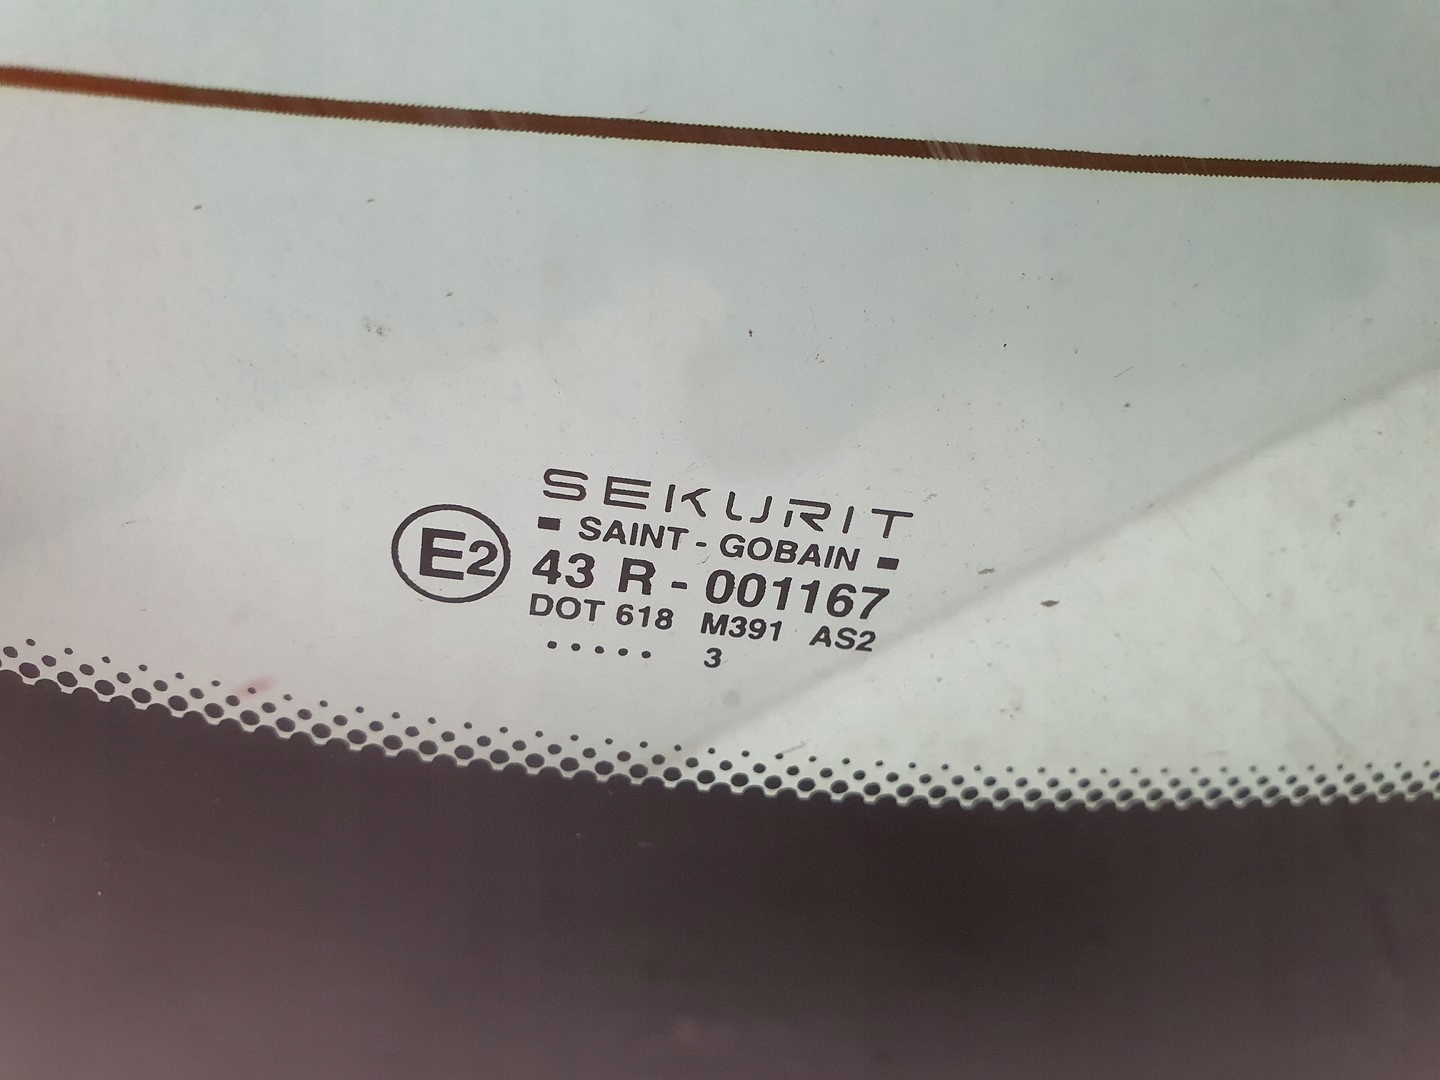 SEKURIT
- SAINT - GOBAIN -
E2
43 R - 001167
DOT 618 M391 AS2
..... 3